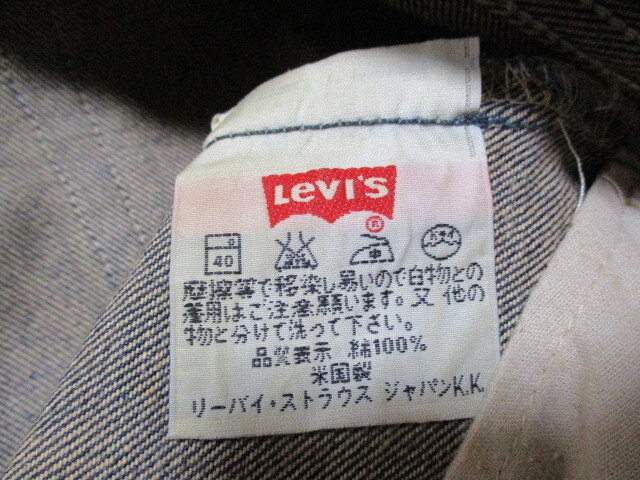 LEVI'S
40
摩擦等で移染し易いので白物との
着用はご注意願います。又 他の
物と分けて洗って下さい。
品質表示 綿100%
米国製
リーバイ・ストラウス ジャパンK.K.